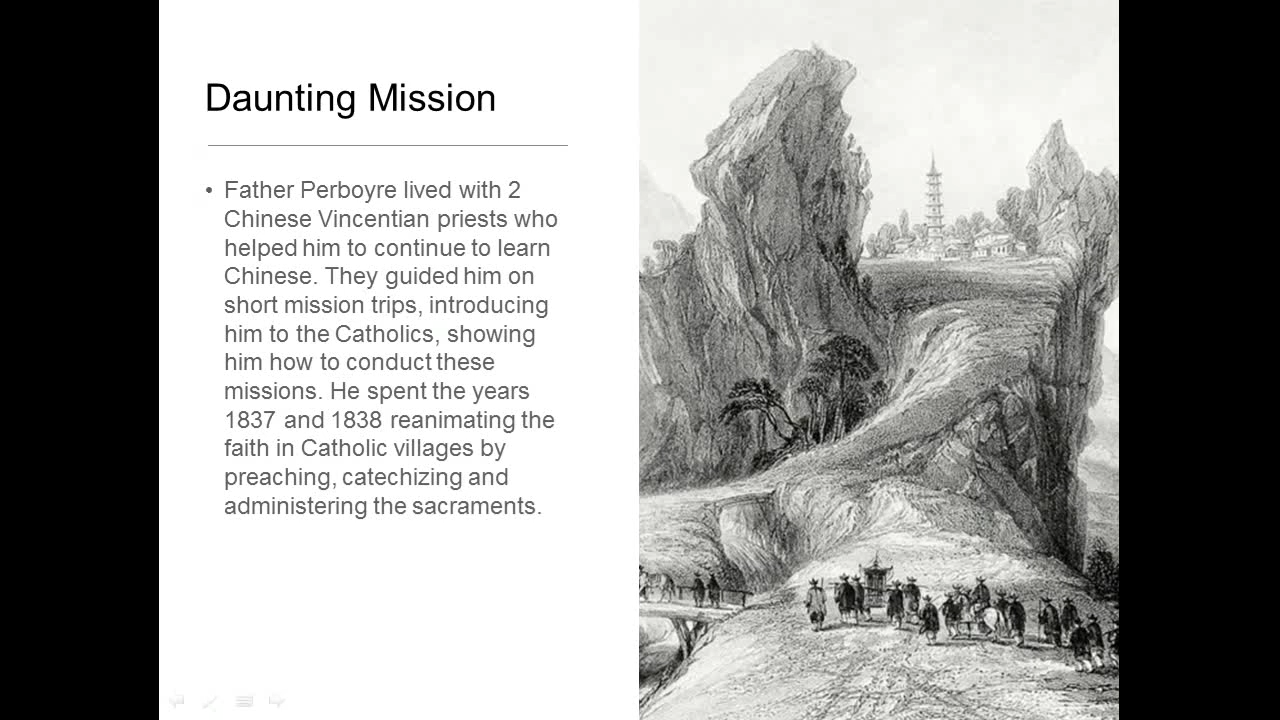 Daunting Mission
• Father Perboyre lived with 2
Chinese Vincentian priests who
helped him to continue to learn
Chinese. They guided him on
short mission trips, introducing
him to the Catholics, showing
him how to conduct these
missions. He spent the years
1837 and 1838 reanimating the
faith in Catholic villages by
preaching, catechizing and
administering the sacraments.